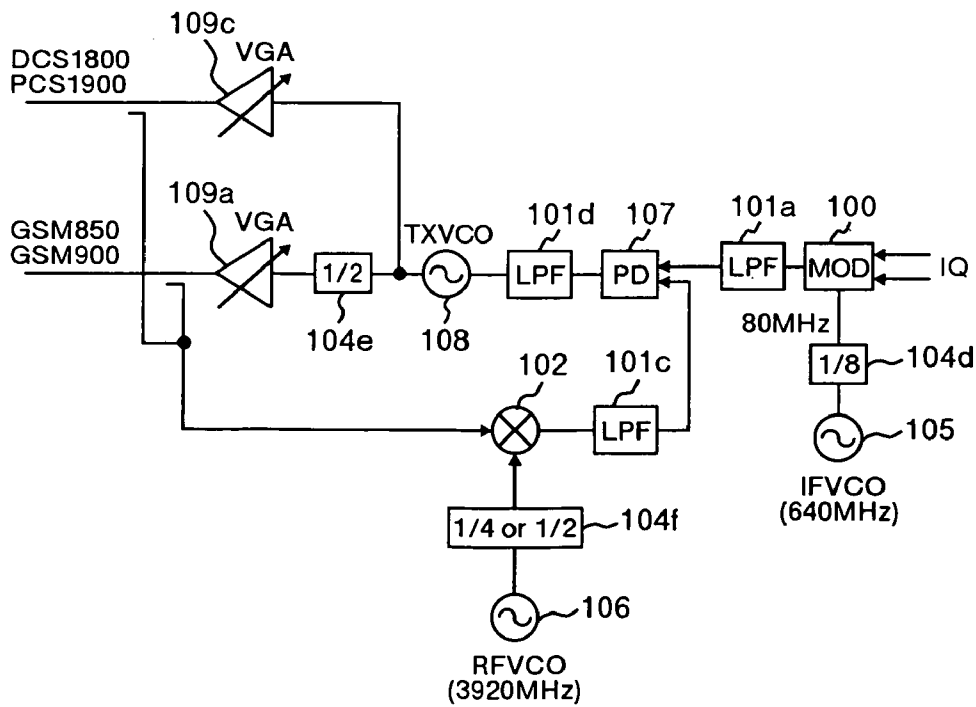 109c
DCS1800
PCS1900
VGA
109a
GSM850
GSM900
VGA
1/2
104e
TXVCO
108
101d
LPF
107
PD
101a
LPF
100
MOD
IQ
80MHz
1/8
104d
105
IFVCO
(640MHz)
102
101c
LPF
1/4 or 1/2
104f
106
RFVCO
(3920MHz)